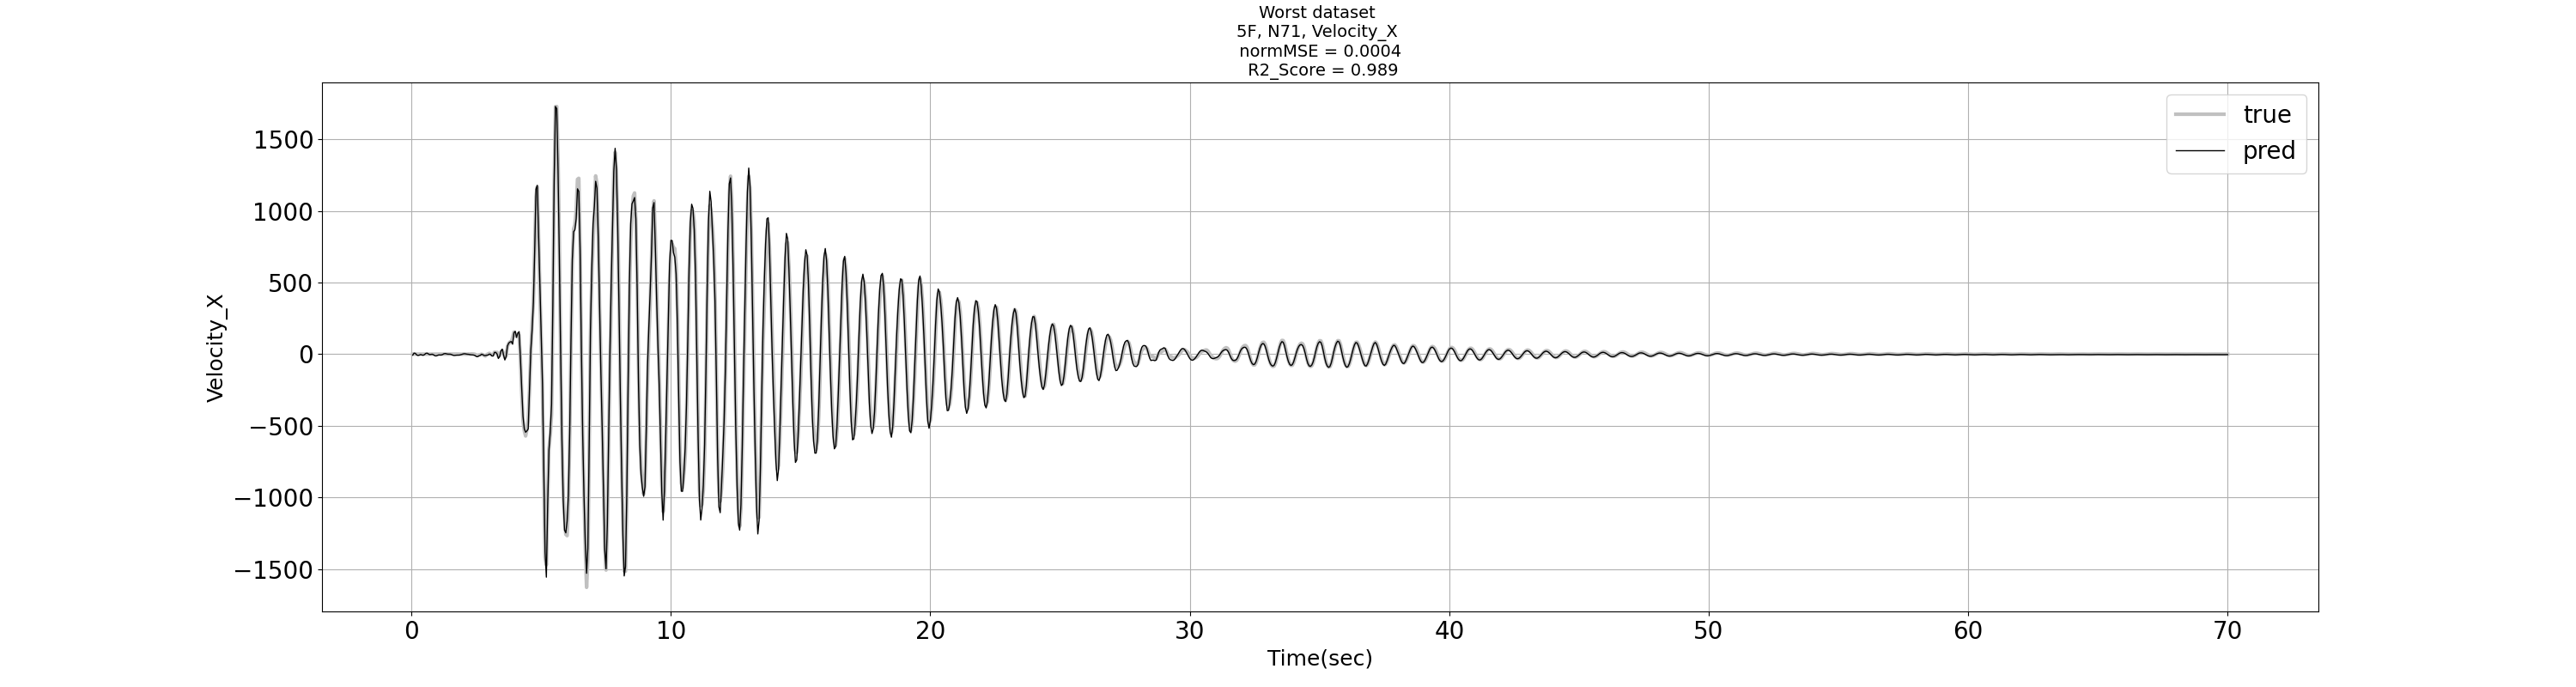 Worst dataset
5F, N71, Velocity_X
normMSE = 0.0004
R2_Score = 0.989
true
pred
1500
1000
500
0
−500
−1000
−1500
Velocity_X
0 10 20 30 40 50 60 70
Time(sec)